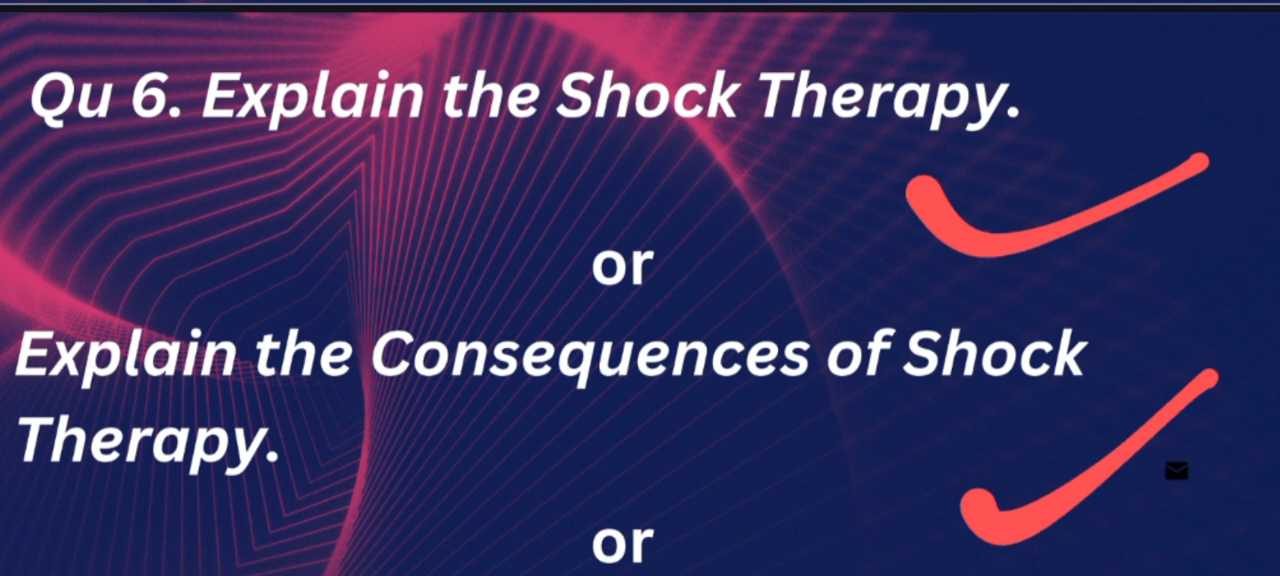 Qu 6. Explain the Shock Therapy.
or
Explain the Consequences of Shock
Therapy.
or